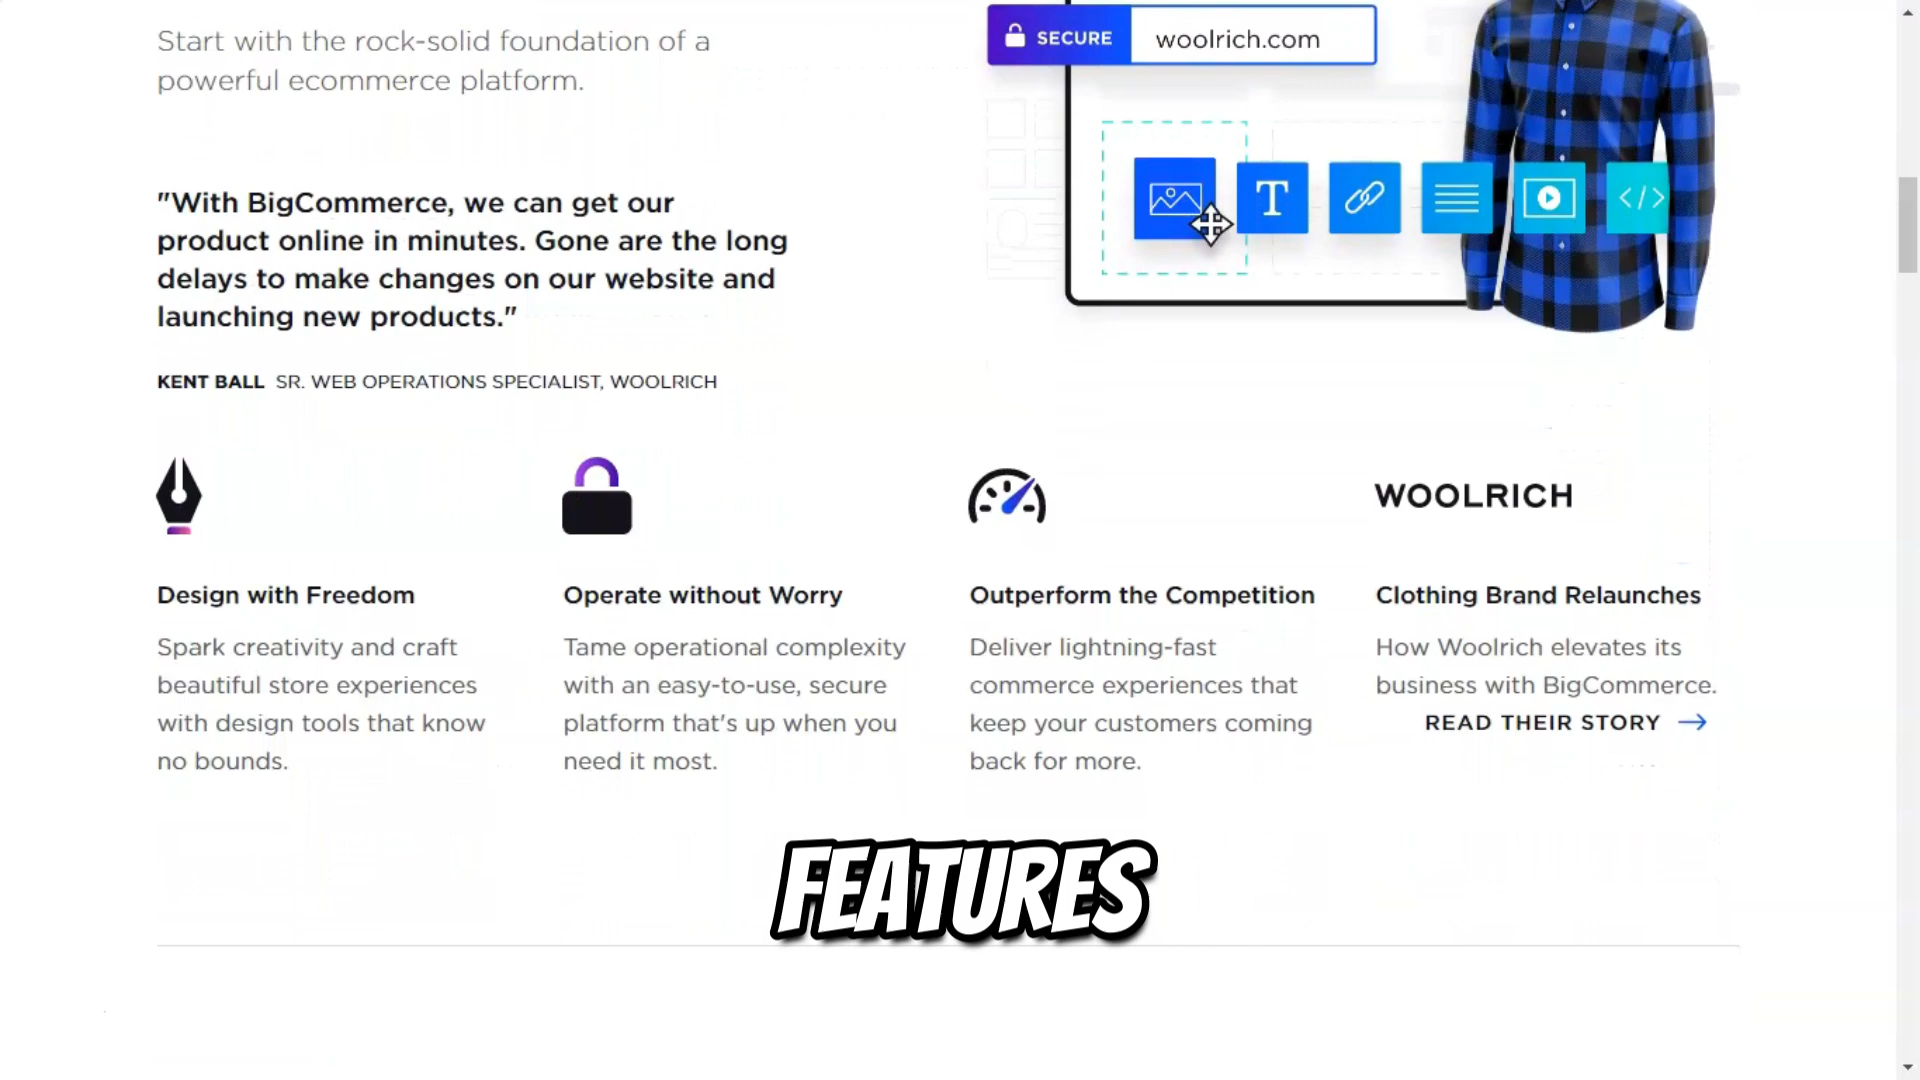 Start with the rock-solid foundation of a
powerful ecommerce platform.
SECURE woolrich.com
T
</>
"With BigCommerce, we can get our
product online in minutes. Gone are the long
delays to make changes on our website and
launching new products."
KENT BALL SR. WEB OPERATIONS SPECIALIST, WOOLRICH
WOOLRICH
Design with Freedom
Spark creativity and craft
beautiful store experiences
with design tools that know
no bounds.
Operate without Worry
Tame operational complexity
with an easy-to-use, secure
platform that's up when you
need it most.
Outperform the Competition
Deliver lightning-fast
commerce experiences that
keep your customers coming
back for more.
Clothing Brand Relaunches
How Woolrich elevates its
business with BigCommerce.
READ THEIR STORY →
FEATURES